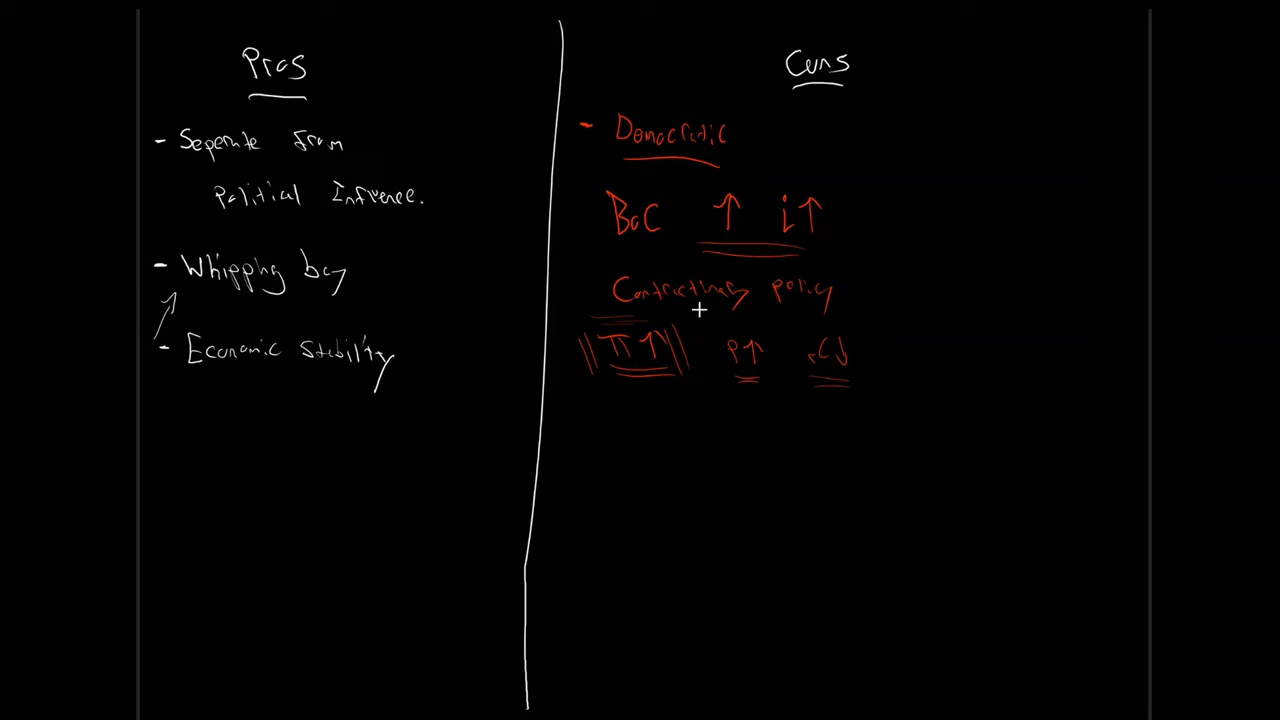 Pros
- Seperate from
Political Influence.
- Whipping boy
- Economic Stability
Cons
- Democratic
BoC ↑ i↑
Contractionary policy
π↑ P↑